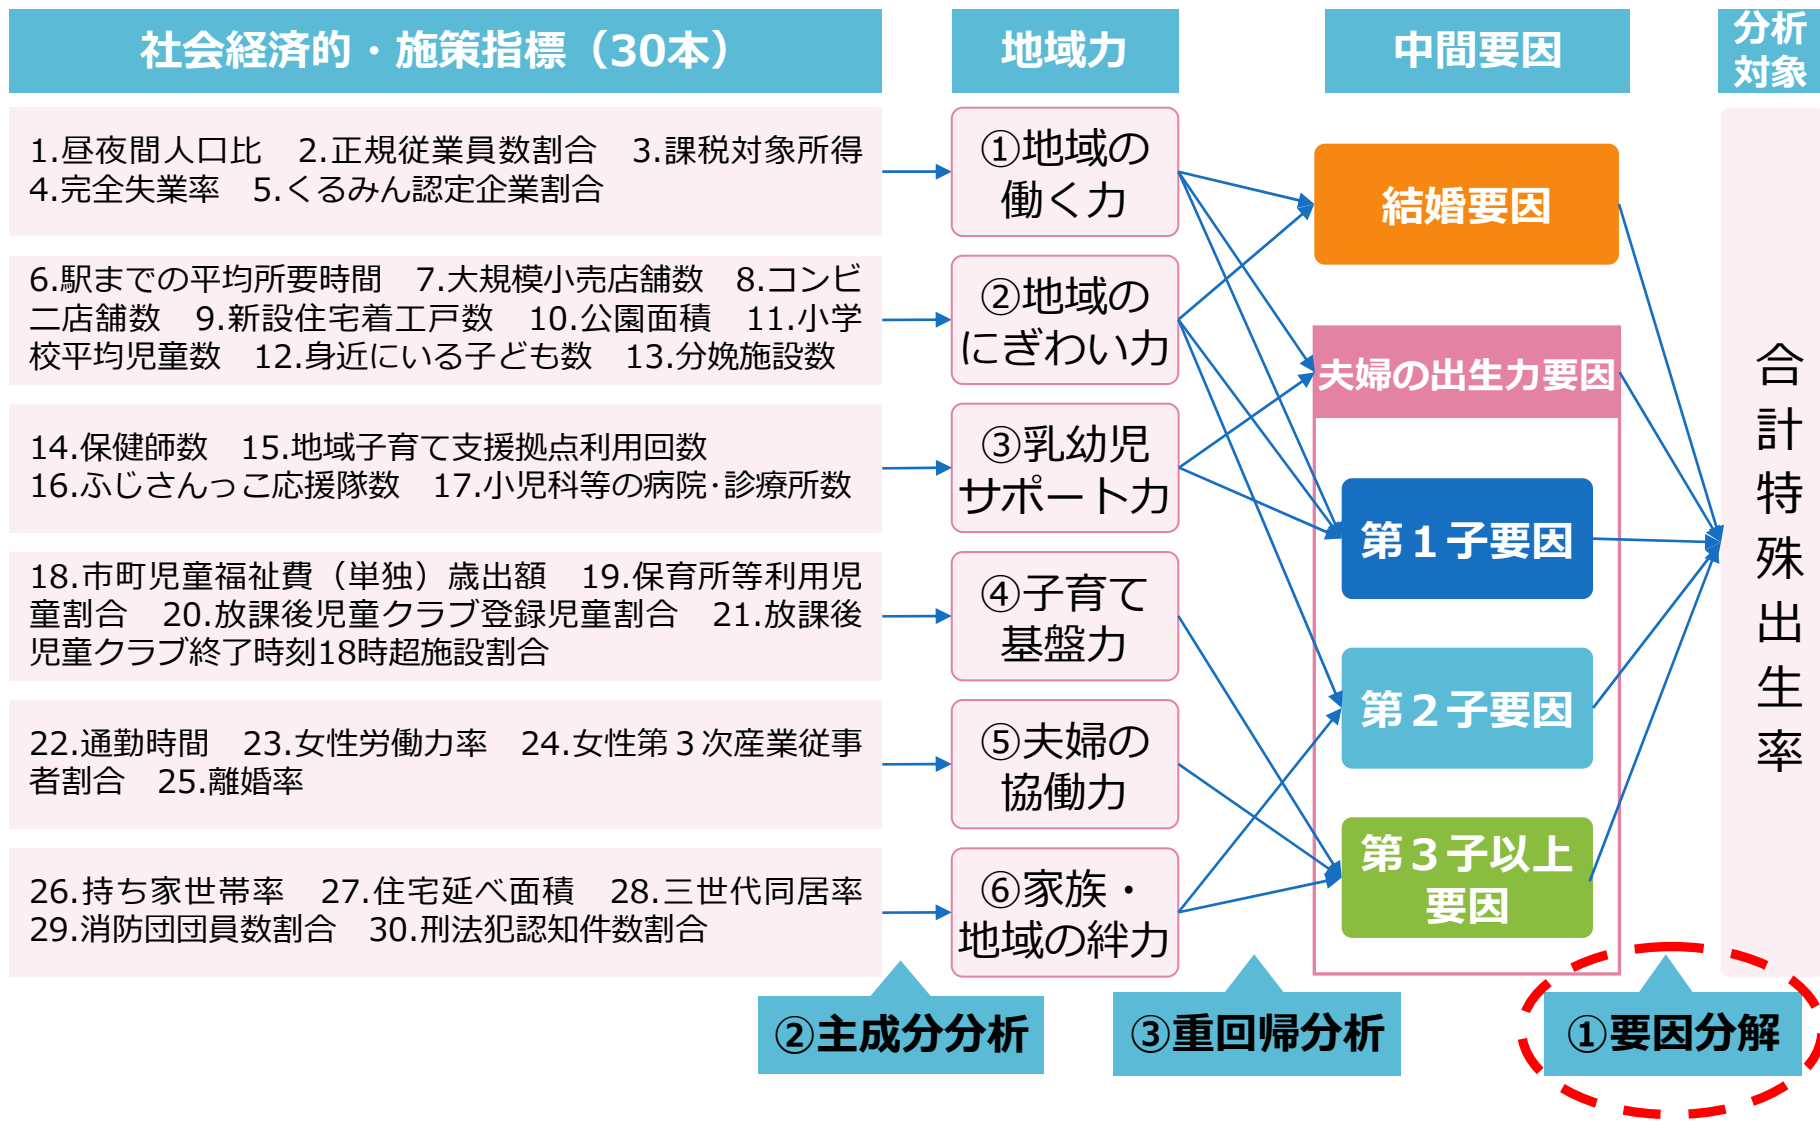 社会経済的・施策指標（30本）
地域力
中間要因
分析
対象
1.昼夜間人口比　2.正規従業員数割合　3.課税対象所得
4.完全失業率　5.くるみん認定企業割合
①地域の
働く力
結婚要因
6.駅までの平均所要時間　7.大規模小売店舗数　8.コンビ
ニ店舗数　9.新設住宅着工戸数　10.公園面積　11.小学
校平均児童数　12.身近にいる子ども数　13.分娩施設数
②地域の
にぎわい力
夫婦の出生力要因
14.保健師数　15.地域子育て支援拠点利用回数
16.ふじさんっこ応援隊数　17.小児科等の病院･診療所数
③乳幼児
サポート力
第１子要因
18.市町児童福祉費（単独）歳出額　19.保育所等利用児
童割合　20.放課後児童クラブ登録児童割合　21.放課後
児童クラブ終了時刻18時超施設割合
④子育て
基盤力
第２子要因
22.通勤時間　23.女性労働力率　24.女性第３次産業従事
者割合　25.離婚率
⑤夫婦の
協働力
第３子以上
要因
26.持ち家世帯率　27.住宅延べ面積　28.三世代同居率
29.消防団団員数割合　30.刑法犯認知件数割合
⑥家族・
地域の絆力
合計特殊出生率
②主成分分析
③重回帰分析
①要因分解